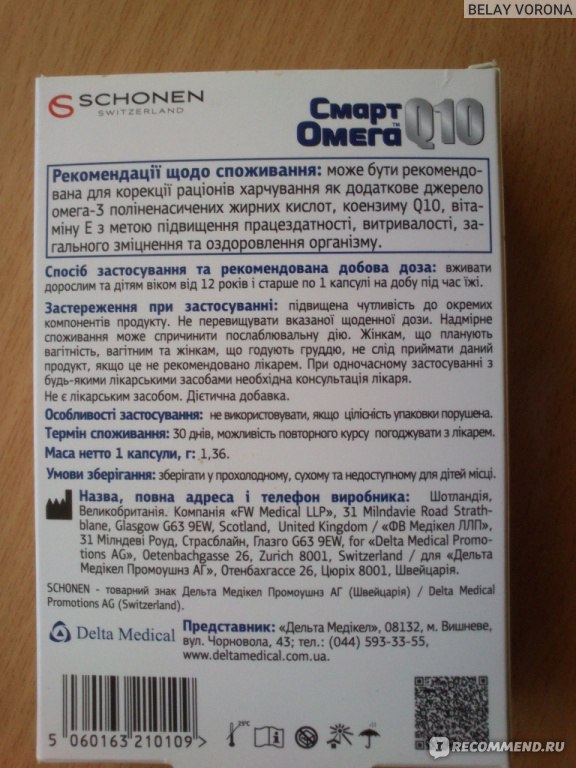 BELAY VORONA
SCHONEN
SWITZERLAND
Смарт
Омега™ Q10
Рекомендації щодо споживання: може бути рекомендо-
вана для корекції раціонів харчування як додаткове джерело
омега-3 поліненасичених жирних кислот, коензиму Q10, віта-
міну Е з метою підвищення працездатності, витривалості, за-
гального зміцнення та оздоровлення організму.
Спосіб застосування та рекомендована добова доза: вживати
дорослим та дітям віком від 12 років і старше по 1 капсулі на добу під час їжі.
Застереження при застосуванні: підвищена чутливість до окремих
компонентів продукту. Не перевищувати вказаної щоденної дози. Надмірне
споживання може спричинити послаблювальну дію. Жінкам, що планують
вагітність, вагітним та жінкам, що годують груддю, не слід приймати даний
продукт, якщо це не рекомендовано лікарем. При одночасному застосуванні з
будь-якими лікарськими засобами необхідна консультація лікаря.
Не є лікарським засобом. Дієтична добавка.
Особливості застосування: не використовувати, якщо цілісність упаковки порушена.
Термін споживання: 30 днів, можливість повторного курсу погоджувати з лікарем.
Маса нетто 1 капсули, г: 1,36.
Умови зберігання: зберігати у прохолодному, сухому та недоступному для дітей місці.
Назва, повна адреса і телефон виробника: Шотландія,
Великобританія. Компанія «FW Medical LLP», 31 Milndavie Road Strath-
blane, Glasgow G63 9EW, Scotland, United Kingdom / «ФВ Медікел ЛЛП»,
31 Мілндеві Роуд, Страсблайн, Глазго G63 9EW, for «Delta Medical Promo-
tions AG», Oetenbachgasse 26, Zurich 8001, Switzerland / для «Дельта
Медікел Промоушнз АГ», Отенбахгассе 26, Цюріх 8001, Швейцарія.
SCHONEN - товарний знак Дельта Медікел Промоушнз АГ (Швейцарія) / Delta Medical
Promotions AG (Switzerland).
Delta Medical
Представник: «Дельта Медікел», 08132, м. Вишневе,
вул. Чорновола, 43; тел.: (044) 593-33-55,
www.deltamedical.com.ua.
25°C
5 060163 210109 >
IRECOMMEND.RU